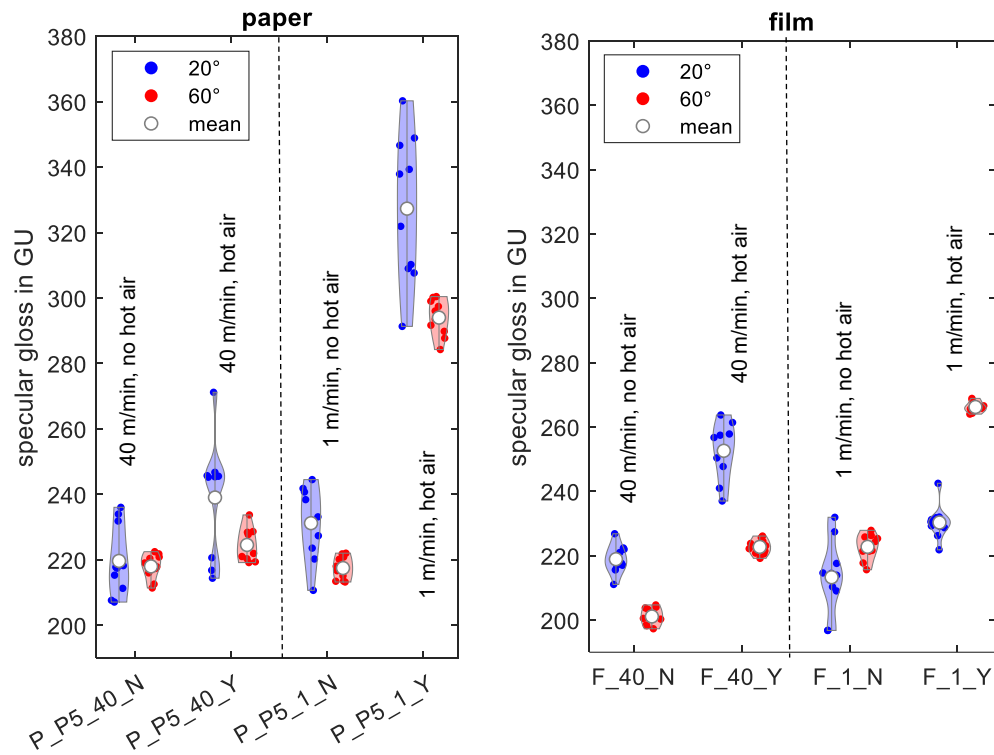 paper
380
360
340
320
300
280
260
240
220
200
specular gloss in GU
20°
60°
mean
40 m/min, no hot air
40 m/min, hot air
1 m/min, no hot air
1 m/min, hot air
P_P5_40_N
P_P5_40_Y
P_P5_1_N
P_P5_1_Y
film
380
360
340
320
300
280
260
240
220
200
specular gloss in GU
20°
60°
mean
40 m/min, no hot air
40 m/min, hot air
1 m/min, no hot air
1 m/min, hot air
F_40_N
F_40_Y
F_1_N
F_1_Y